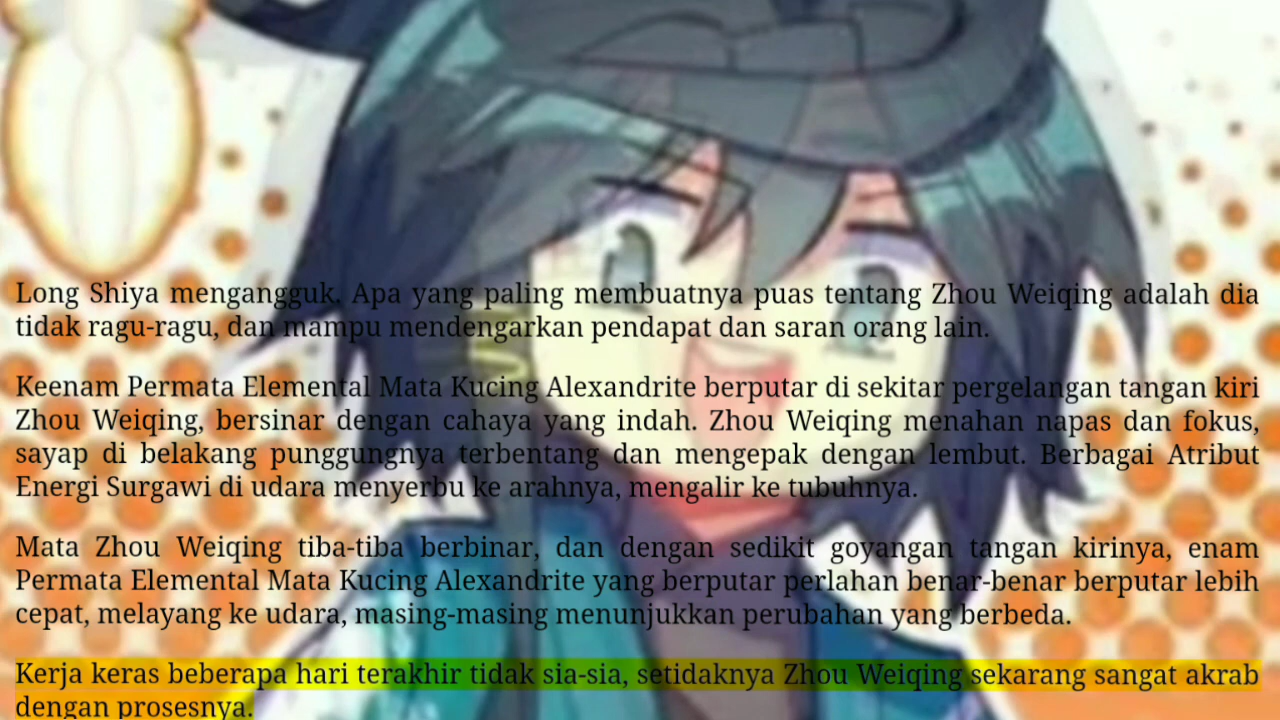 Long Shiya mengangguk. Apa yang paling membuatnya puas tentang Zhou Weiqing adalah dia
tidak ragu-ragu, dan mampu mendengarkan pendapat dan saran orang lain.
Keenam Permata Elemental Mata Kucing Alexandrite berputar di sekitar pergelangan tangan kiri
Zhou Weiqing, bersinar dengan cahaya yang indah. Zhou Weiqing menahan napas dan fokus,
sayap di belakang punggungnya terbentang dan mengepak dengan lembut. Berbagai Atribut
Energi Surgawi di udara menyerbu ke arahnya, mengalir ke tubuhnya.
Mata Zhou Weiqing tiba-tiba berbinar, dan dengan sedikit goyangan tangan kirinya, enam
Permata Elemental Mata Kucing Alexandrite yang berputar perlahan benar-benar berputar lebih
cepat, melayang ke udara, masing-masing menunjukkan perubahan yang berbeda.
Kerja keras beberapa hari terakhir tidak sia-sia, setidaknya Zhou Weiqing sekarang sangat akrab
dengan prosesnya.